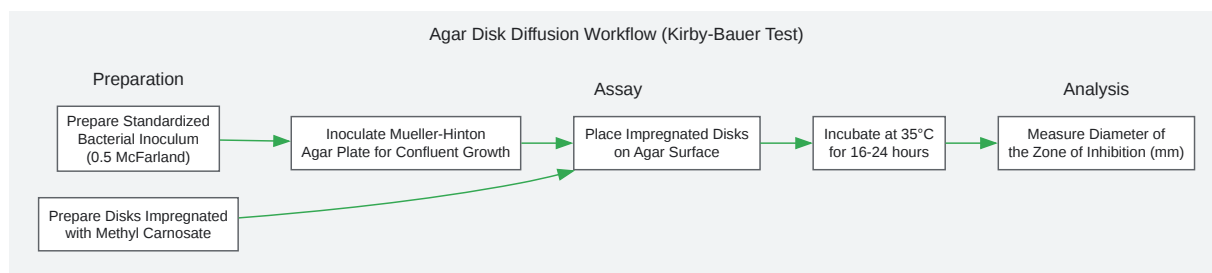 Agar Disk Diffusion Workflow (Kirby-Bauer Test)
Preparation
Prepare Standardized
Bacterial Inoculum
(0.5 McFarland)
Prepare Disks Impregnated
with Methyl Carnosate
Assay
Inoculate Mueller-Hinton
Agar Plate for Confluent Growth
Place Impregnated Disks
on Agar Surface
Incubate at 35°C
for 16-24 hours
Analysis
Measure Diameter of
the Zone of Inhibition (mm)